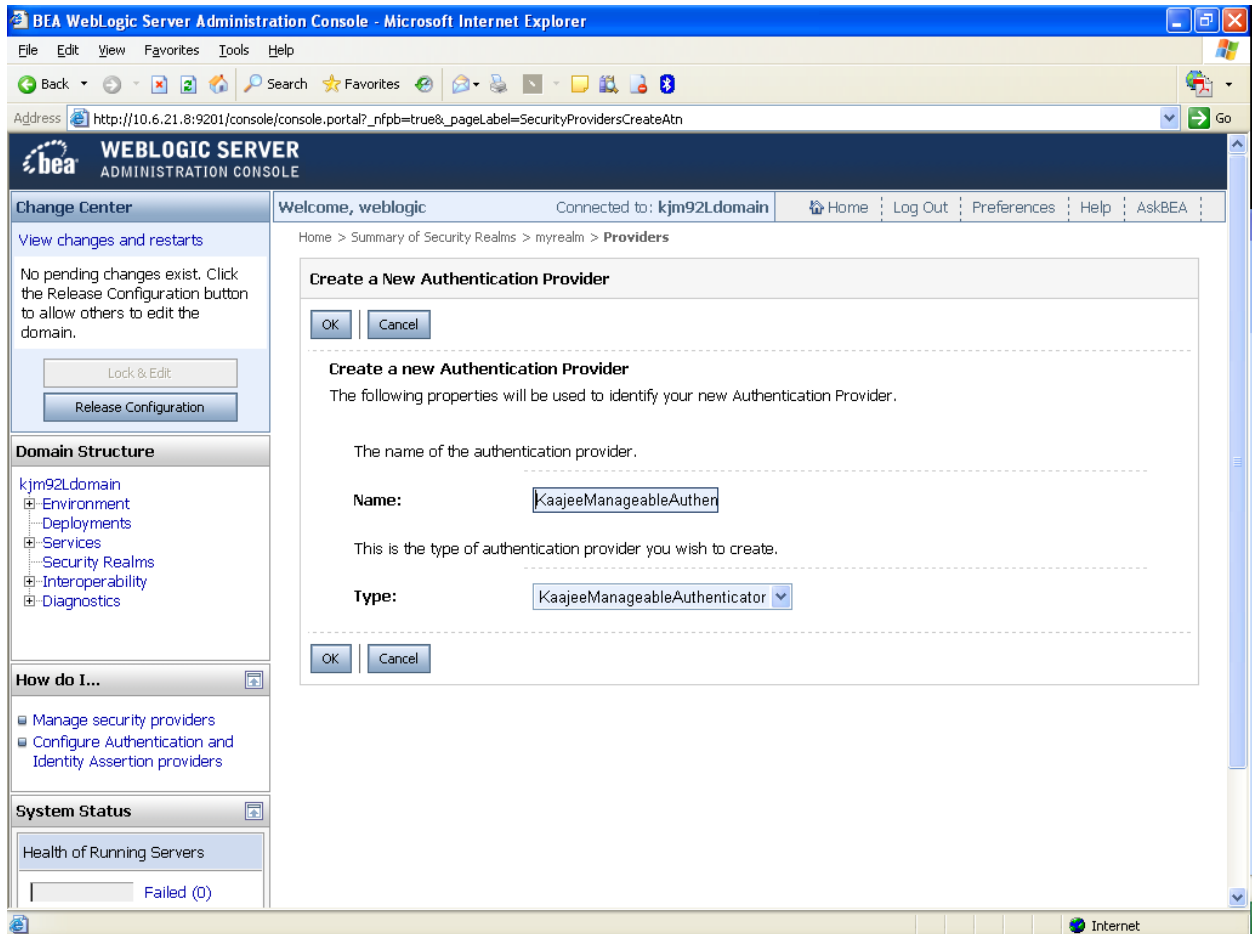 BEA WebLogic Server Administration Console - Microsoft Internet Explorer
File Edit View Favorites Tools Help
Back Search Favorites
Address http://10.6.21.8:9201/console/console.portal?_nfpb=true&_pageLabel=SecurityProvidersCreateAtn Go
bea WEBLOGIC SERVER
ADMINISTRATION CONSOLE
Change Center
Welcome, weblogic Connected to: kjm92Ldomain Home Log Out Preferences Help AskBEA
View changes and restarts
Home > Summary of Security Realms > myrealm > Providers
No pending changes exist. Click
the Release Configuration button
to allow others to edit the
domain.
Lock & Edit
Release Configuration
Create a New Authentication Provider
OK Cancel
Create a new Authentication Provider
The following properties will be used to identify your new Authentication Provider.
The name of the authentication provider.
Name: KaajeeManageableAuthen
This is the type of authentication provider you wish to create.
Type: KaajeeManageableAuthenticator
OK Cancel
Domain Structure
kjm92Ldomain
Environment
Deployments
Services
Security Realms
Interoperability
Diagnostics
How do I...
Manage security providers
Configure Authentication and
Identity Assertion providers
System Status
Health of Running Servers
Failed (0)
Internet